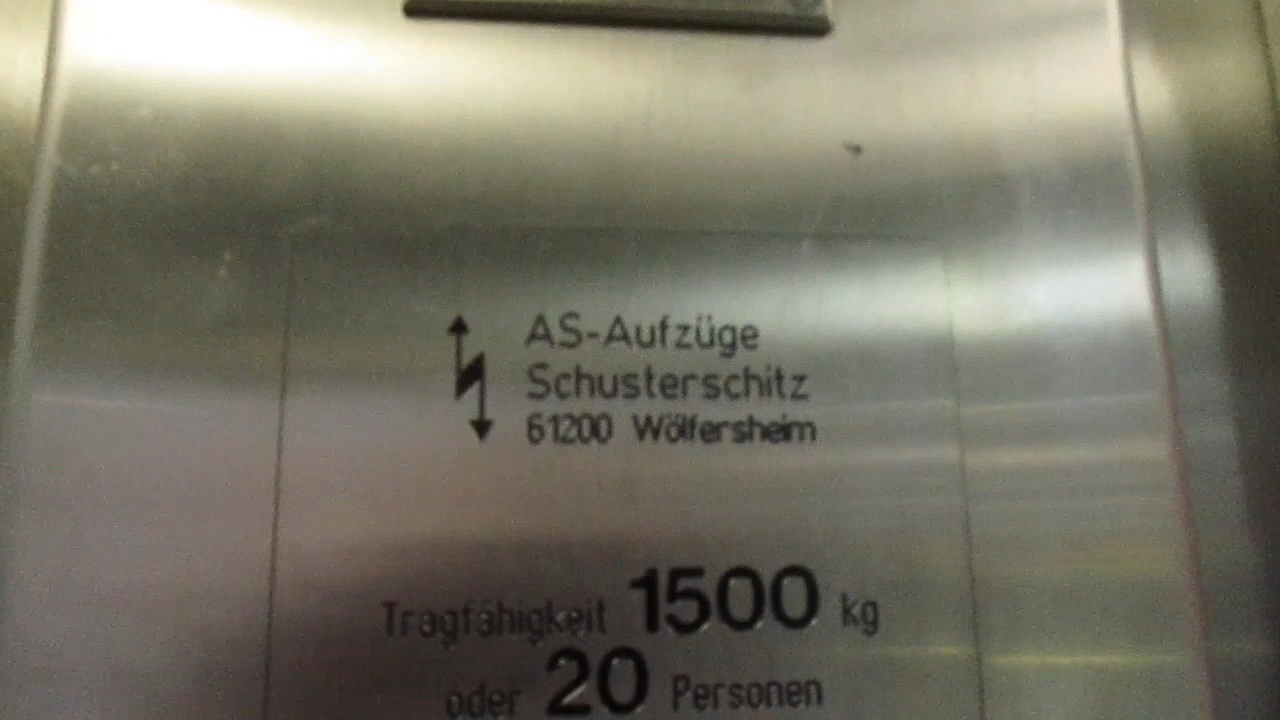 AS-Aufzüge
Schusterschitz
61200 Wölfersheim
Tragfähigkeit 1500 kg
oder 20 Personen